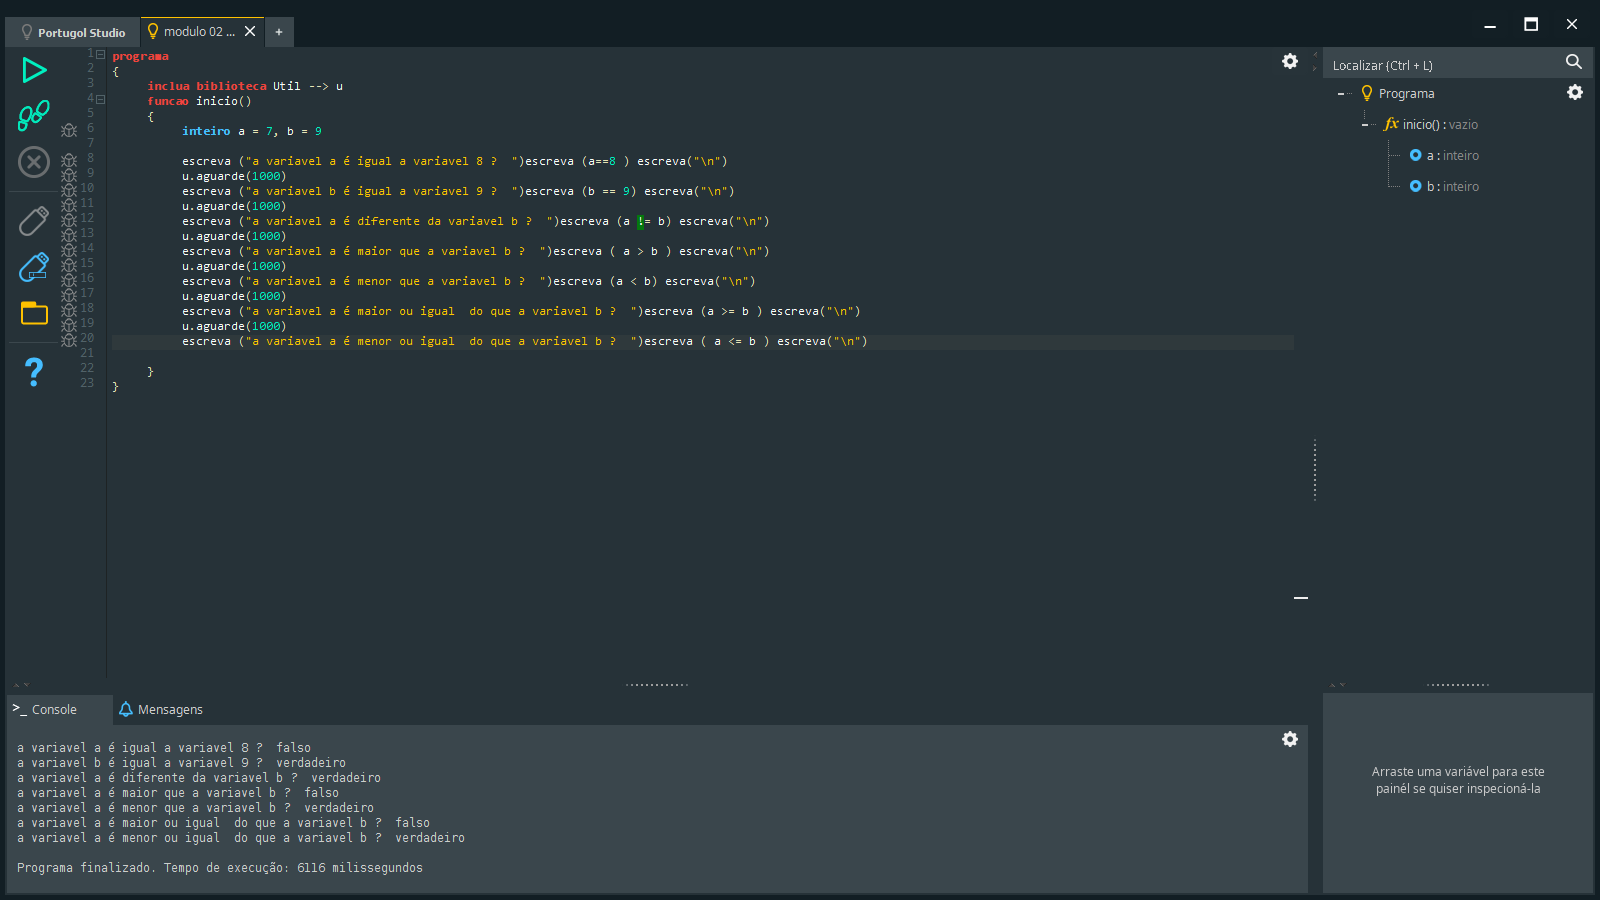 Portugol Studio
modulo 02 ...
+
1 programa
2 {
3 inclua biblioteca Util --> u
4 funcao inicio()
5 {
6 inteiro a = 7, b = 9
7
8 escreva ("a variavel a é igual a variavel 8 ?  ")escreva (a==8 ) escreva("\n")
9 u.aguarde(1000)
10 escreva ("a variavel b é igual a variavel 9 ?  ")escreva (b == 9) escreva("\n")
11 u.aguarde(1000)
12 escreva ("a variavel a é diferente da variavel b ?  ")escreva (a != b) escreva("\n")
13 u.aguarde(1000)
14 escreva ("a variavel a é maior que a variavel b ?  ")escreva ( a > b ) escreva("\n")
15 u.aguarde(1000)
16 escreva ("a variavel a é menor que a variavel b ?  ")escreva (a < b) escreva("\n")
17 u.aguarde(1000)
18 escreva ("a variavel a é maior ou igual  do que a variavel b ?  ")escreva (a >= b ) escreva("\n")
19 u.aguarde(1000)
20 escreva ("a variavel a é menor ou igual  do que a variavel b ?  ")escreva ( a <= b ) escreva("\n")
21
22 }
23 }
Localizar (Ctrl + L)
Programa
fx inicio() : vazio
a : inteiro
b : inteiro
?
>_ Console
Mensagens
a variavel a é igual a variavel 8 ?  falso
a variavel b é igual a variavel 9 ?  verdadeiro
a variavel a é diferente da variavel b ?  verdadeiro
a variavel a é maior que a variavel b ?  falso
a variavel a é menor que a variavel b ?  verdadeiro
a variavel a é maior ou igual  do que a variavel b ?  falso
a variavel a é menor ou igual  do que a variavel b ?  verdadeiro
Programa finalizado. Tempo de execução: 6116 milissegundos
Arraste uma variável para este
painél se quiser inspecioná-la